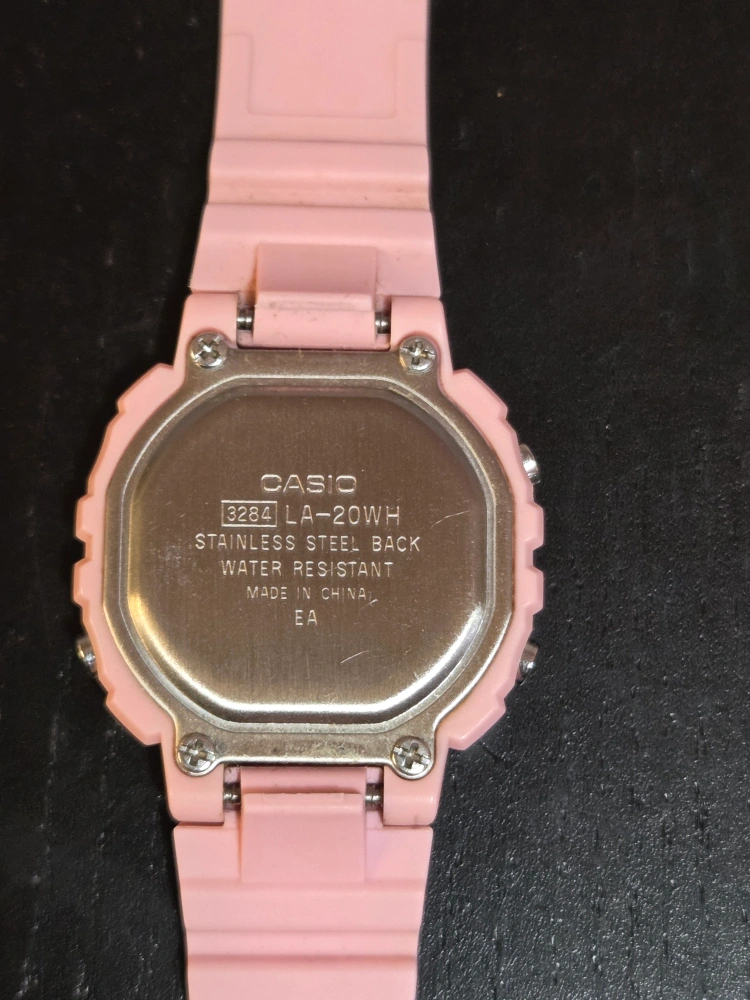 CASIO
3284 LA-20WH
STAINLESS STEEL BACK
WATER RESISTANT
MADE IN CHINA
EA